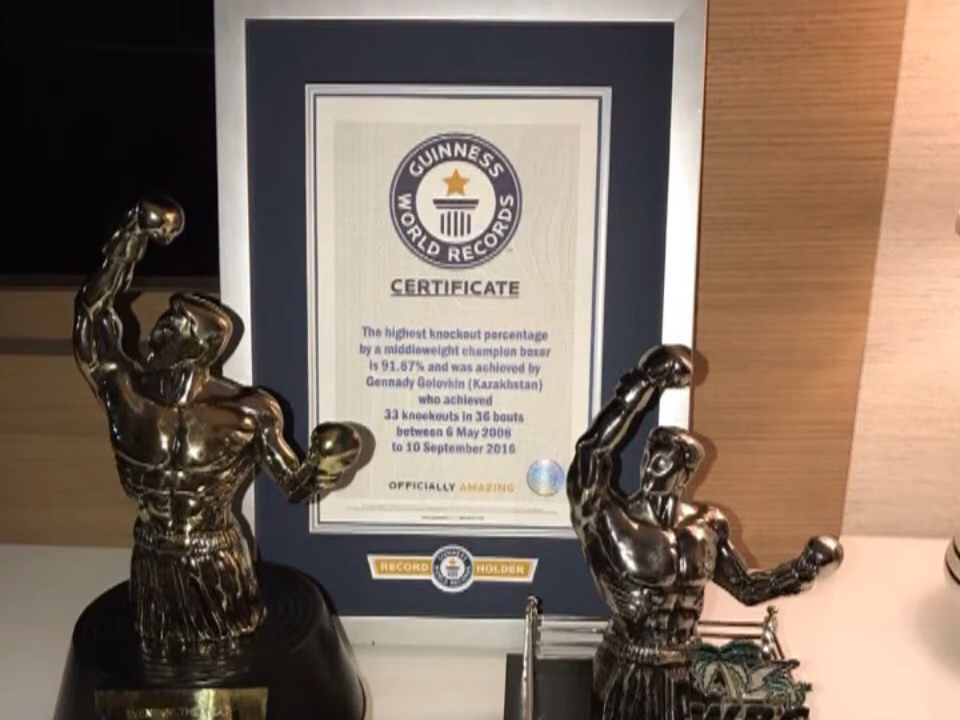 GUINNESS
WORLD RECORDS
CERTIFICATE
The highest knockout percentage
by a middleweight champion boxer
is 91.67% and was achieved by
Gennady Golovkin (Kazakhstan)
who achieved
33 knockouts in 36 bouts
between 6 May 2006
to 10 September 2016
OFFICIALLY AMAZING
RECORD HOLDER